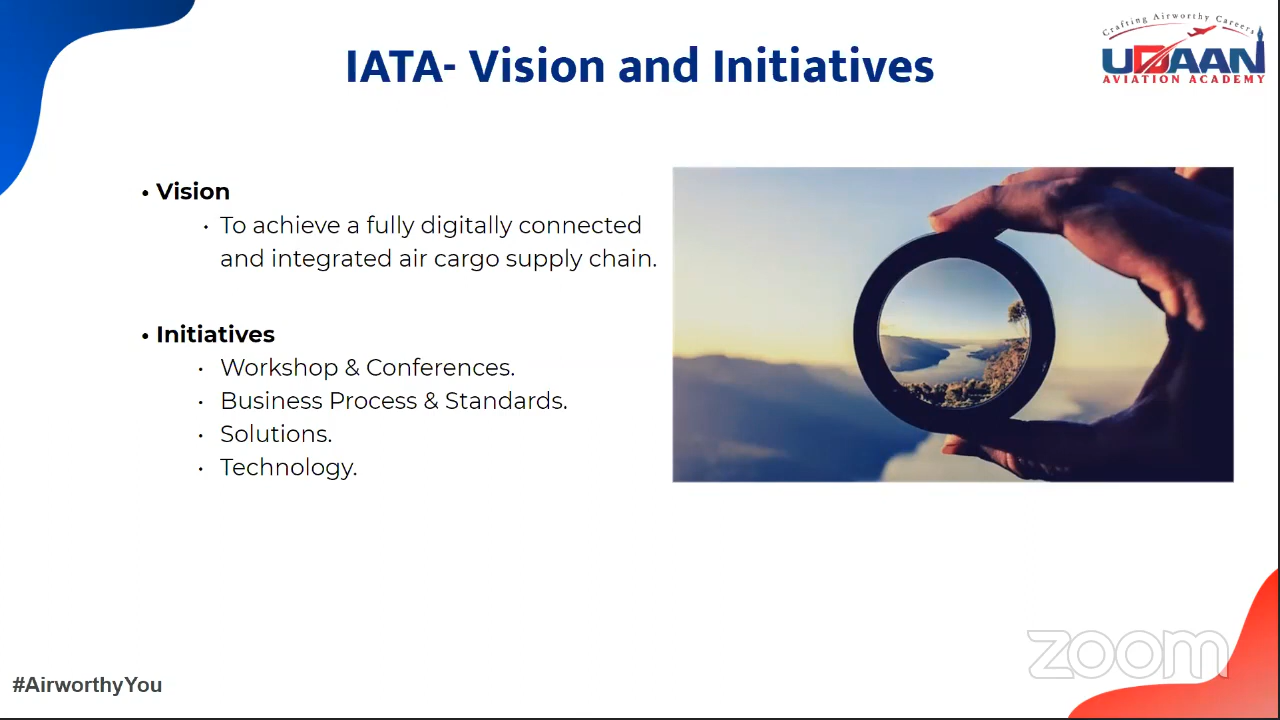 Crafting Airworthy Careers
UDAAN
AVIATION ACADEMY
IATA- Vision and Initiatives
• Vision
• To achieve a fully digitally connected
and integrated air cargo supply chain.
• Initiatives
• Workshop & Conferences.
• Business Process & Standards.
• Solutions.
• Technology.
zoom
#AirworthyYou